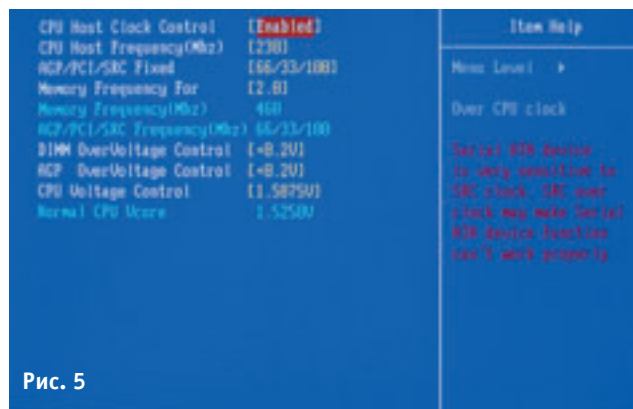 CPU Host Clock Control [Enabled]
CPU Host Frequency(Mhz) [230]
AGP/PCI/SRC Fixed [66/33/100]
Memory Frequency For [2.0]
Memory Frequency(Mhz) 460
AGP/PCI/SRC Frequency(Mhz) 66/33/100
DIMM OverVoltage Control [+0.2V]
AGP OverVoltage Control [+0.2V]
CPU Voltage Control [1.5875V]
Normal CPU Vcore 1.5250V
Item Help
Menu Level ▸
Over CPU clock
Serial ATA device
is very sensitive to
SRC clock. SRC over
clock may make Serial
ATA device function
can't work properly
Рис. 5